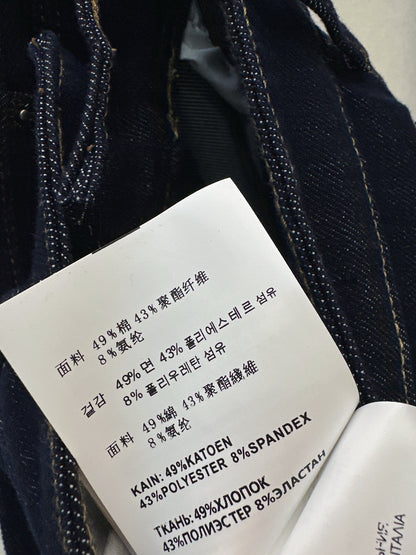 面料 49%棉 43%聚酯纤维
8%氨纶
겉감 49%면 43%폴리에스테르 섬유
8%폴리우레탄 섬유
面料 49%綿 43%聚酯纖維
8%氨纶
KAIN: 49%KATOEN
43%POLYESTER 8%SPANDEX
ТКАНЬ: 49%ХЛОПОК
43%ПОЛИЭСТЕР 8%ЭЛАСТАН